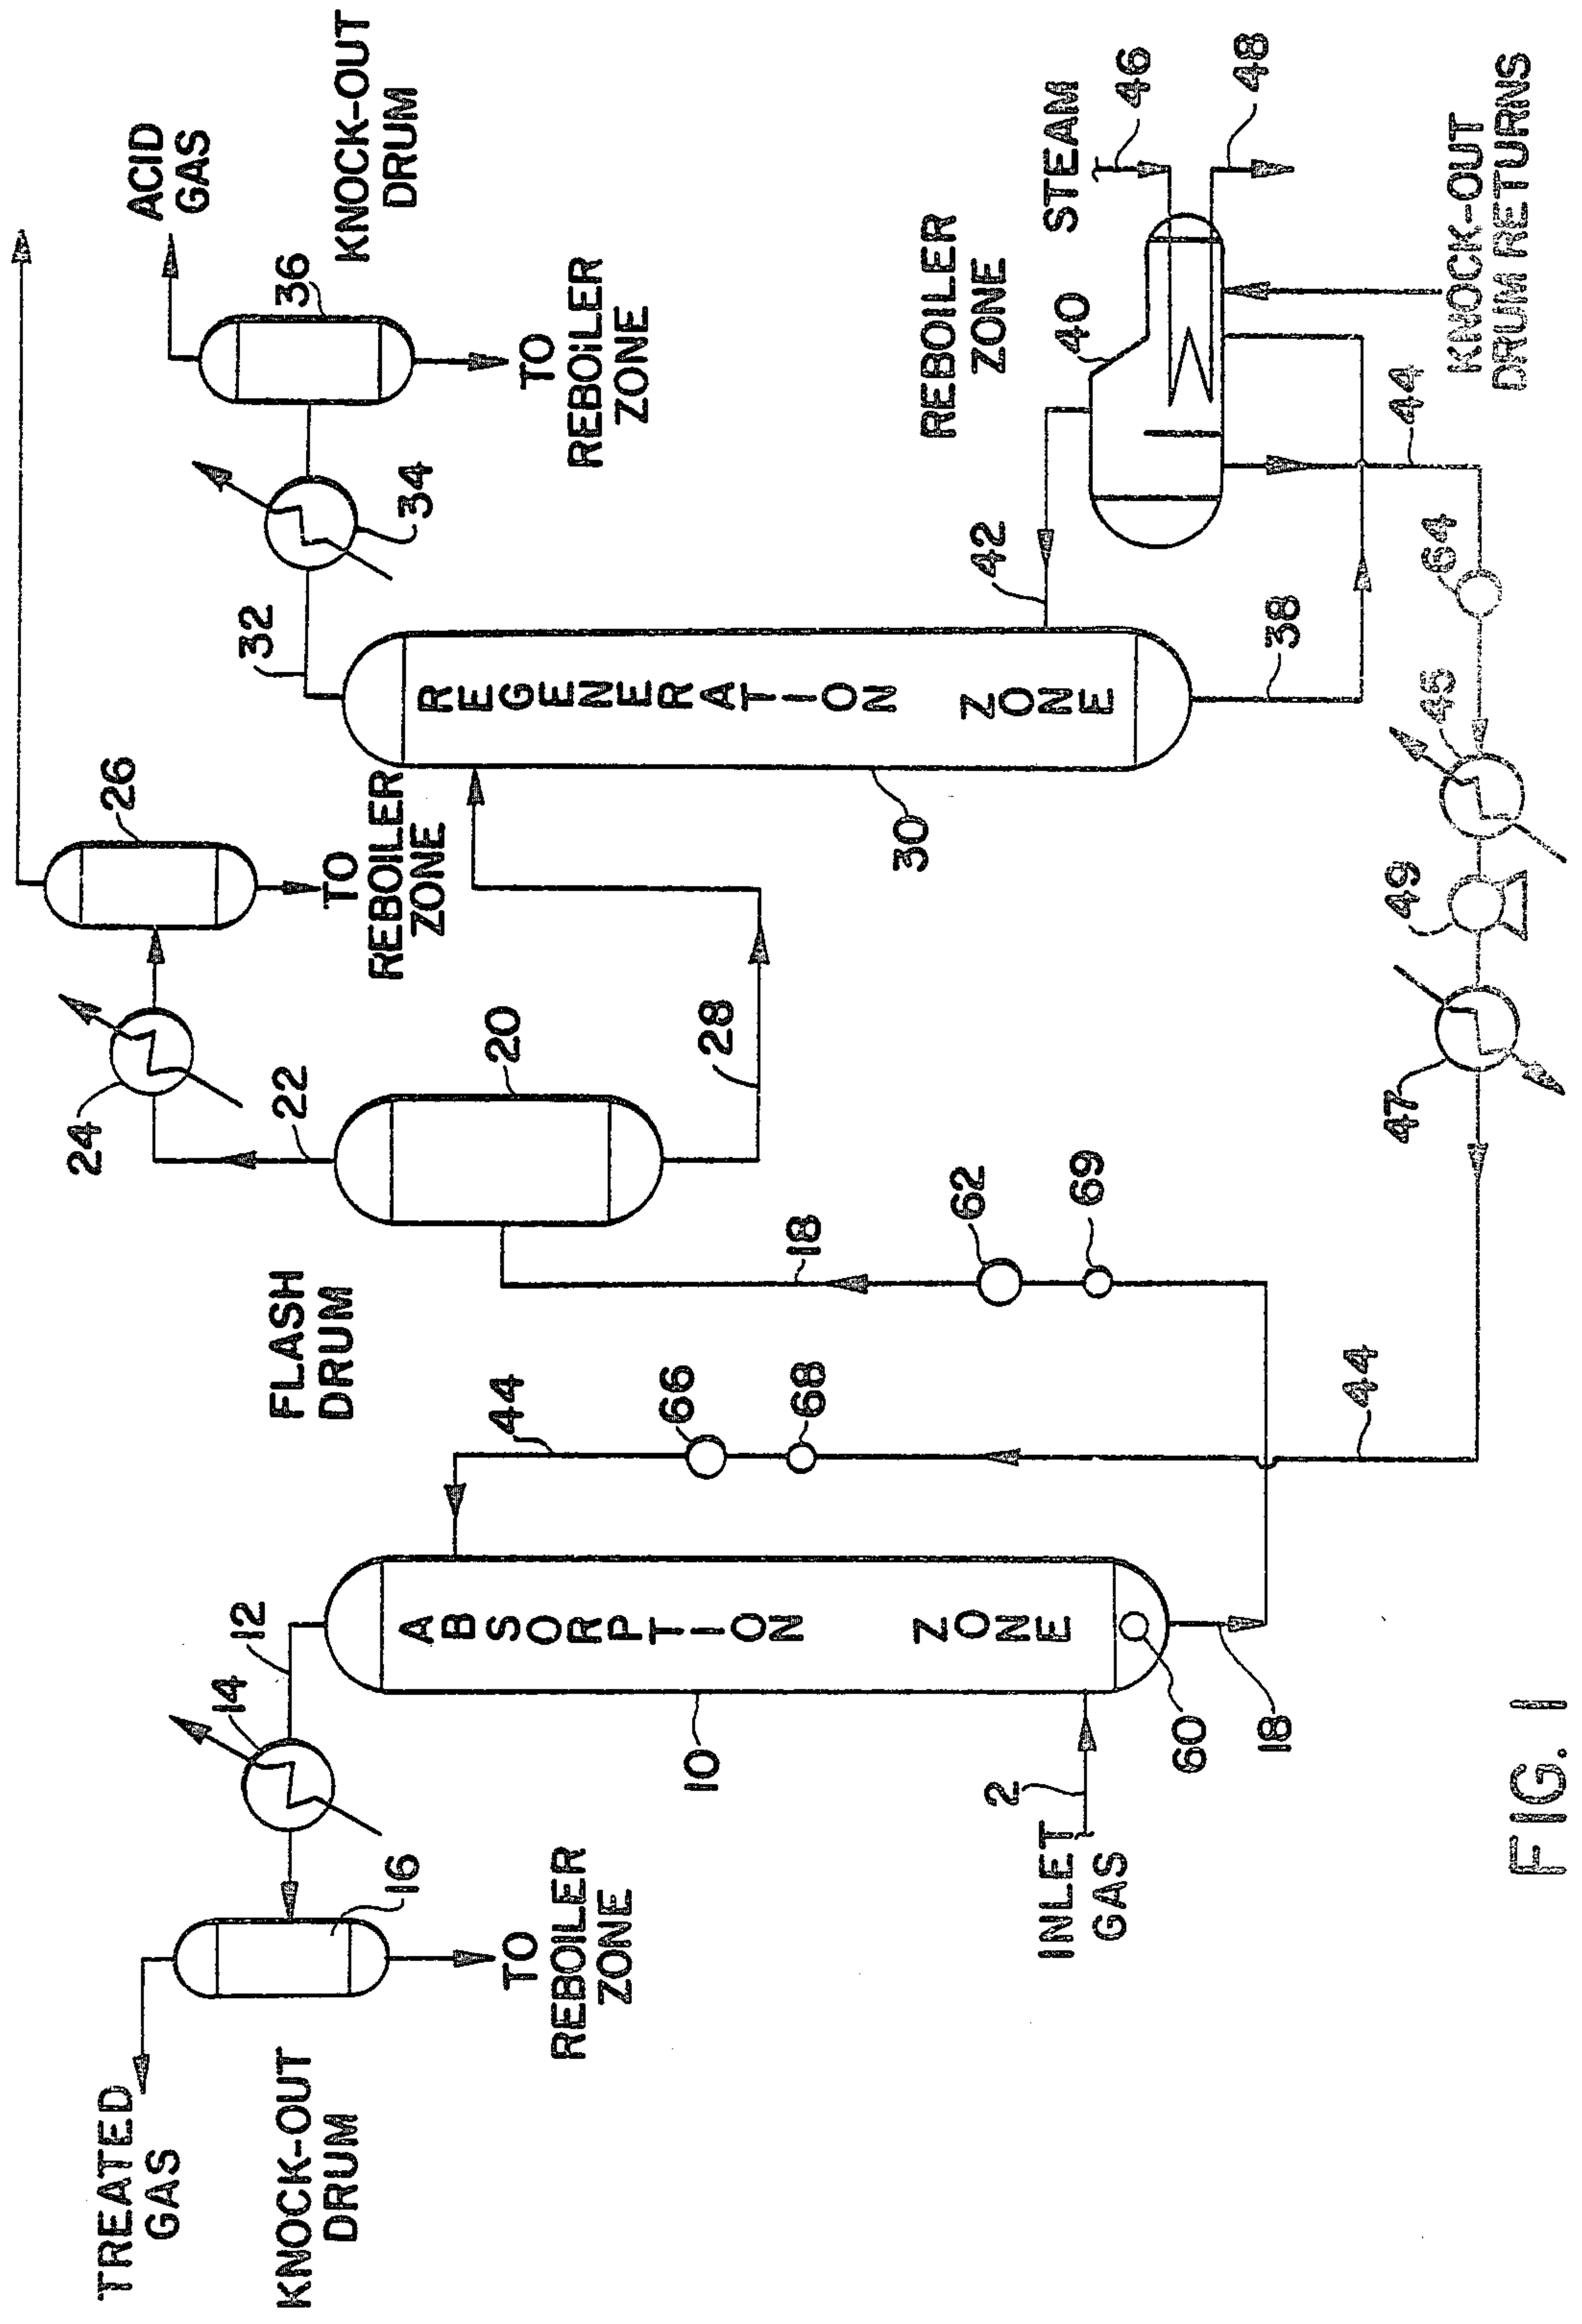 TREATED
GAS
KNOCK-OUT
DRUM
16
TO
REBOILER
ZONE
14
12
INLET
GAS
2
10
ABSORPTION ZONE
60
18
44
66
68
44
FLASH
DRUM
18
62
69
24
22
20
28
26
TO
REBOILER
ZONE
47
49
45
64
30
REGENERATION ZONE
32
34
36
ACID
GAS
KNOCK-OUT
DRUM
TO
REBOILER
ZONE
38
42
REBOILER
ZONE
40
STEAM
46
48
44
KNOCK-OUT
DRUM RETURNS
FIG. 1